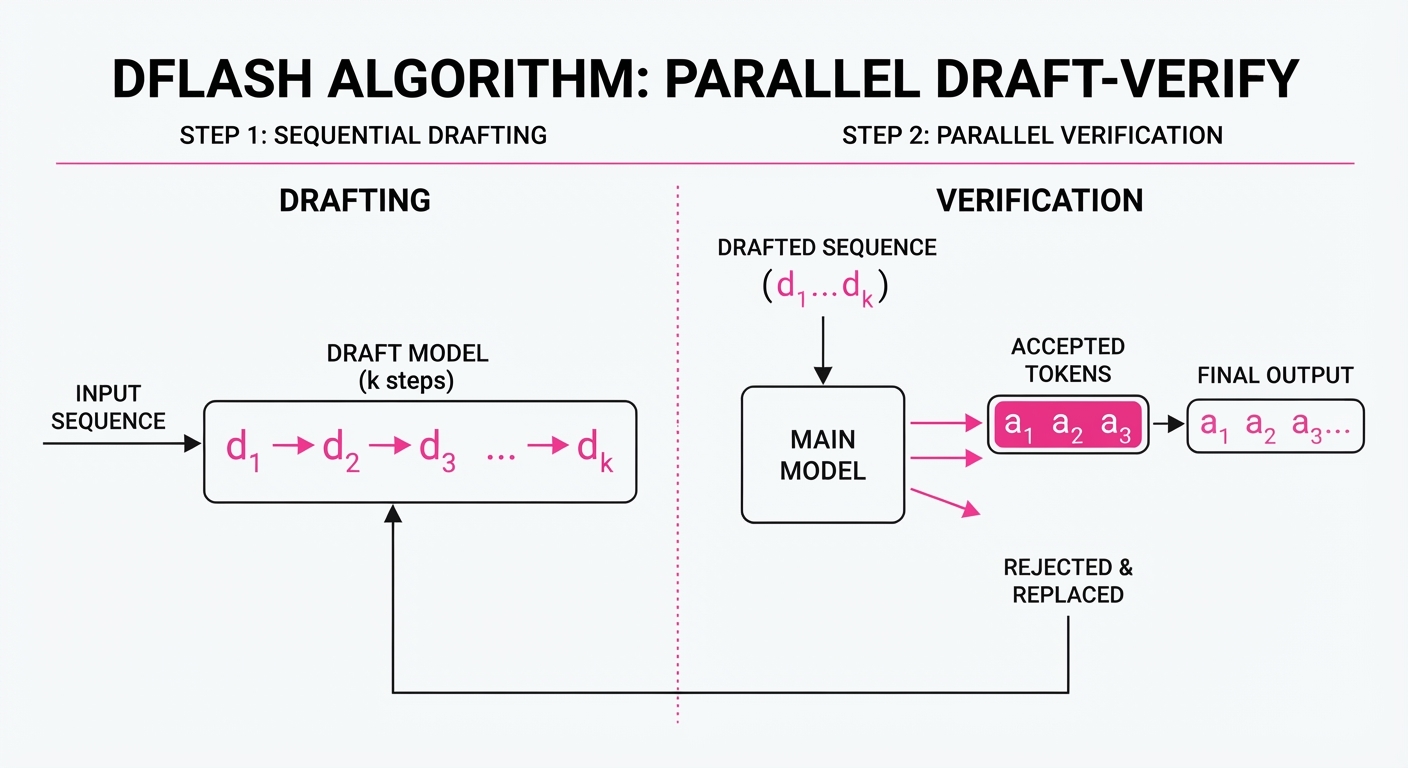 DFLASH ALGORITHM: PARALLEL DRAFT-VERIFY
STEP 1: SEQUENTIAL DRAFTING
STEP 2: PARALLEL VERIFICATION
DRAFTING
INPUT
SEQUENCE
DRAFT MODEL
(k steps)
d₁ → d₂ → d₃ ... → dₖ
VERIFICATION
DRAFTED SEQUENCE
(d₁...dₖ)
MAIN
MODEL
ACCEPTED
TOKENS
a₁ a₂ a₃
FINAL OUTPUT
a₁ a₂ a₃...
REJECTED &
REPLACED